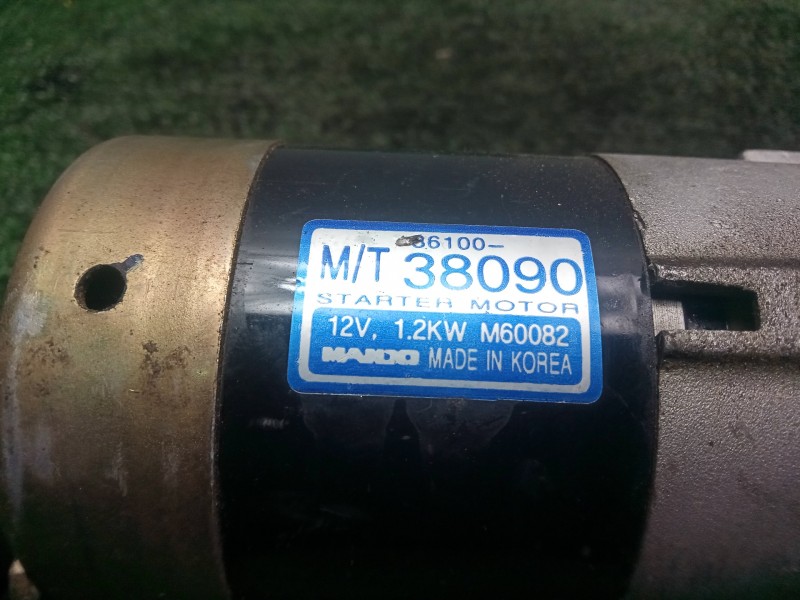 36100-
M/T 38090
STARTER MOTOR
12V, 1.2KW M60082
MANDO MADE IN KOREA